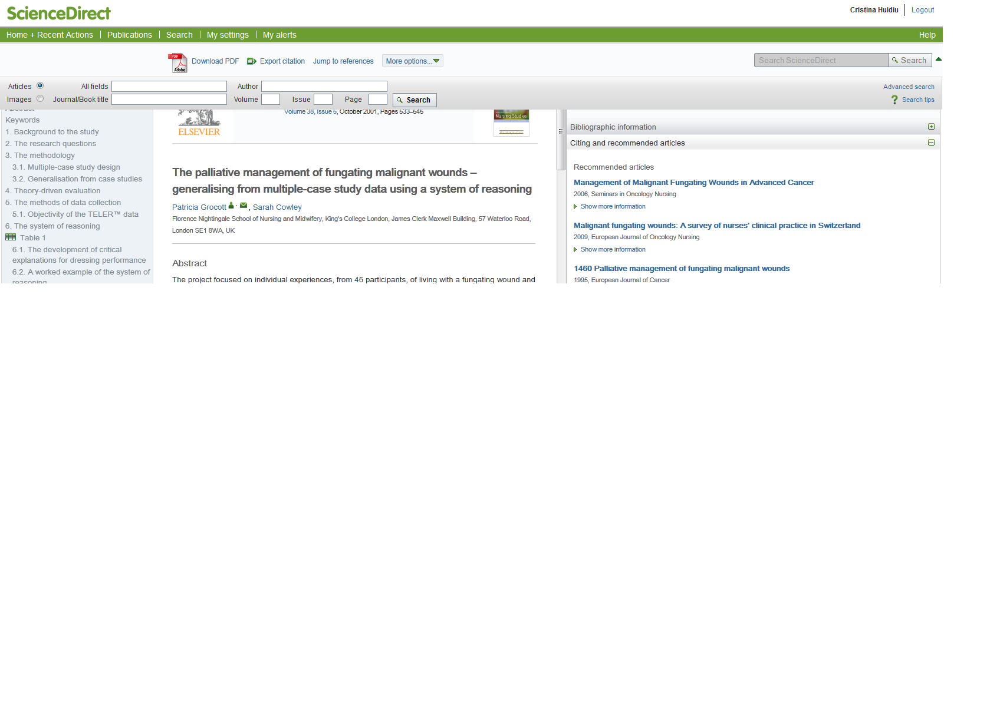 ScienceDirect
Cristina Huidiu
Logout
Home + Recent Actions
Publications
Search
My settings
My alerts
Help
PDF
Adobe
Download PDF
Export citation
Jump to references
More options...
Search ScienceDirect
Search
Articles
All fields
Author
Advanced search
Images
Journal/Book title
Volume
Issue
Page
Search
? Search tips
Abstract
Keywords
1. Background to the study
2. The research questions
3. The methodology
3.1. Multiple-case study design
3.2. Generalisation from case studies
4. Theory-driven evaluation
5. The methods of data collection
5.1. Objectivity of the TELER™ data
6. The system of reasoning
Table 1
6.1. The development of critical
explanations for dressing performance
6.2. A worked example of the system of
reasoning
ELSEVIER
Volume 38, Issue 5, October 2001, Pages 533–545
Nursing Studies
The palliative management of fungating malignant wounds –
generalising from multiple-case study data using a system of reasoning
Patricia Grocott , Sarah Cowley
Florence Nightingale School of Nursing and Midwifery, King's College London, James Clerk Maxwell Building, 57 Waterloo Road,
London SE1 8WA, UK
Abstract
The project focused on individual experiences, from 45 participants, of living with a fungating wound and
Bibliographic information
Citing and recommended articles
Recommended articles
Management of Malignant Fungating Wounds in Advanced Cancer
2006, Seminars in Oncology Nursing
Show more information
Malignant fungating wounds: A survey of nurses' clinical practice in Switzerland
2009, European Journal of Oncology Nursing
Show more information
1460 Palliative management of fungating malignant wounds
1995, European Journal of Cancer